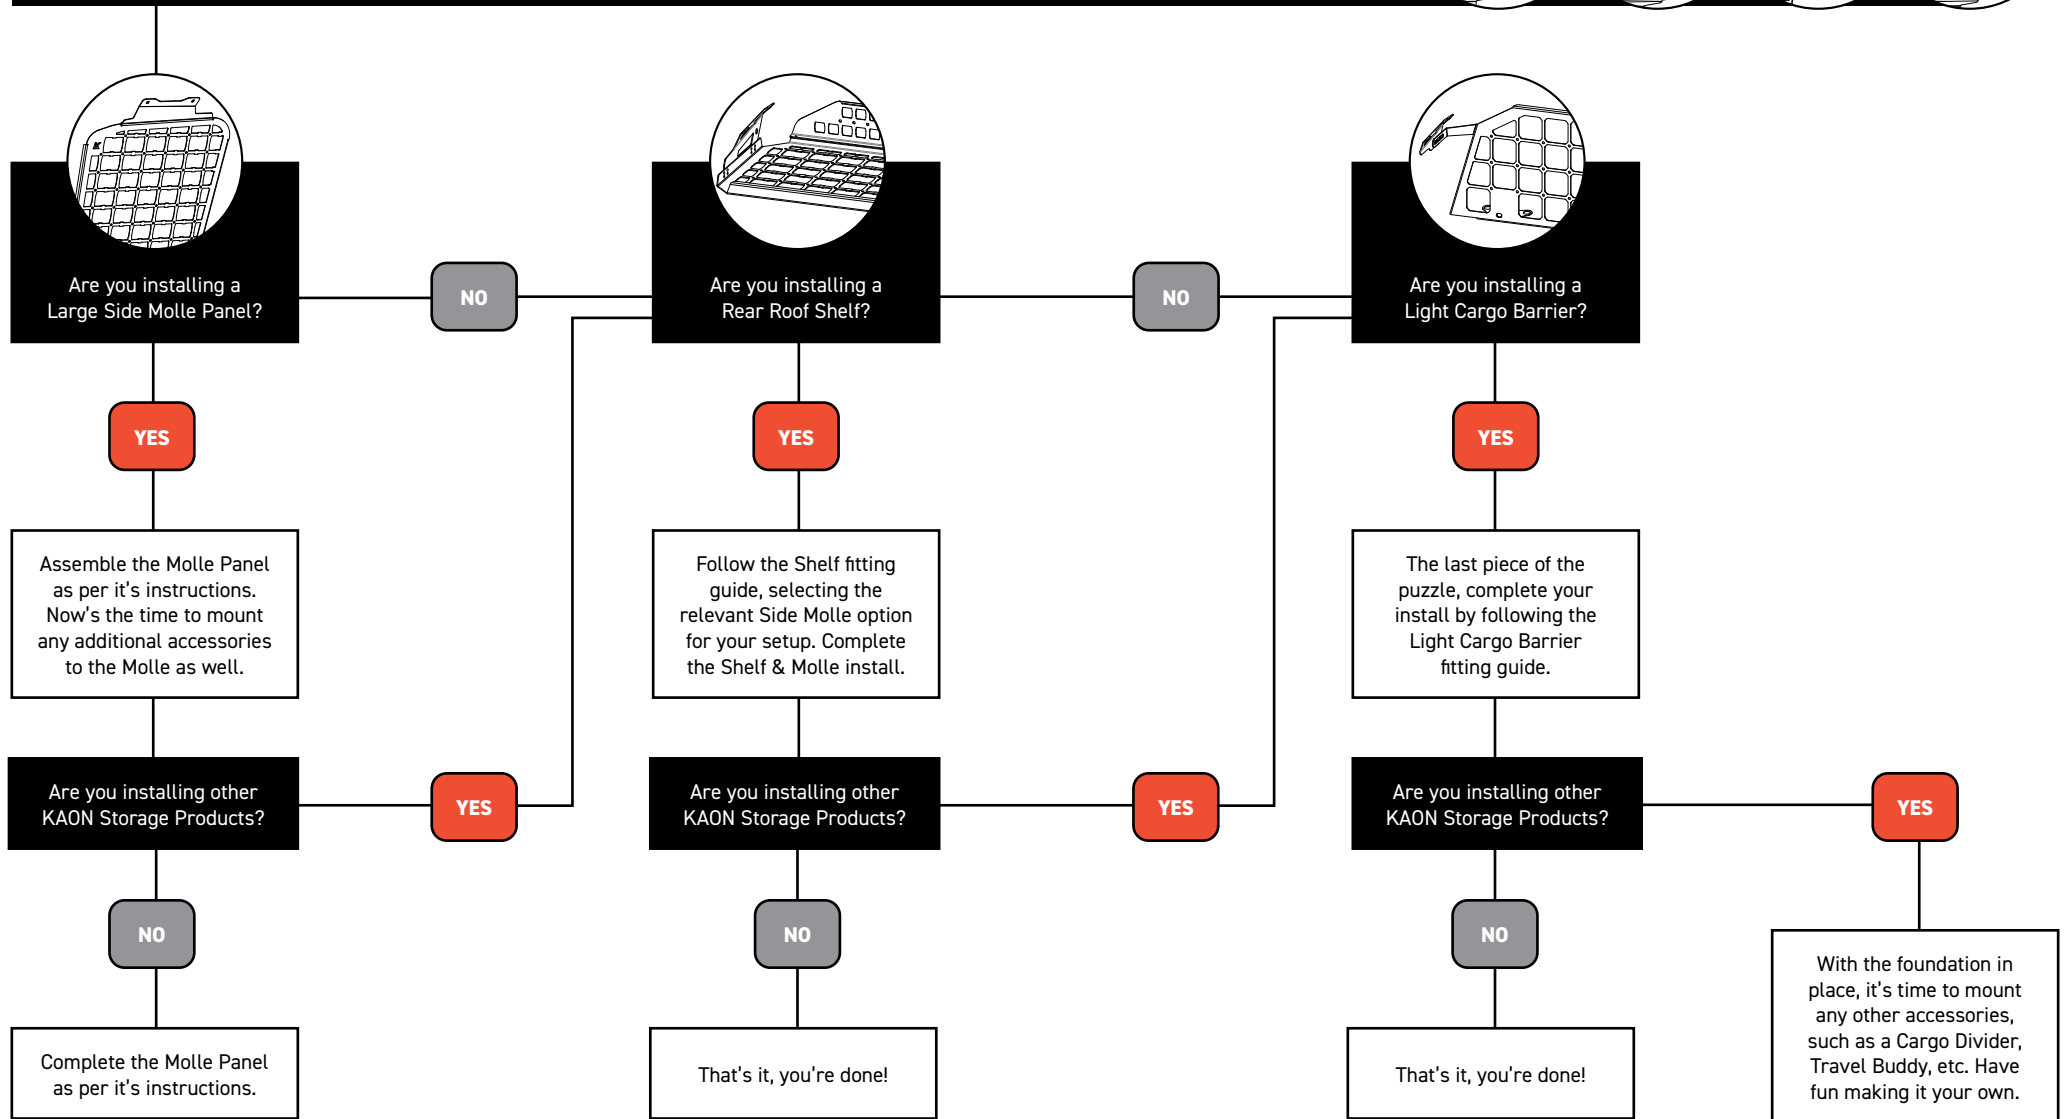 Are you installing a
Large Side Molle Panel?
NO
Are you installing a
Rear Roof Shelf?
NO
Are you installing a
Light Cargo Barrier?
YES
YES
YES
Assemble the Molle Panel
as per it's instructions.
Now's the time to mount
any additional accessories
to the Molle as well.
Follow the Shelf fitting
guide, selecting the
relevant Side Molle option
for your setup. Complete
the Shelf & Molle install.
The last piece of the
puzzle, complete your
install by following the
Light Cargo Barrier
fitting guide.
Are you installing other
KAON Storage Products?
YES
Are you installing other
KAON Storage Products?
YES
Are you installing other
KAON Storage Products?
YES
NO
NO
NO
Complete the Molle Panel
as per it's instructions.
That's it, you're done!
That's it, you're done!
With the foundation in
place, it's time to mount
any other accessories,
such as a Cargo Divider,
Travel Buddy, etc. Have
fun making it your own.